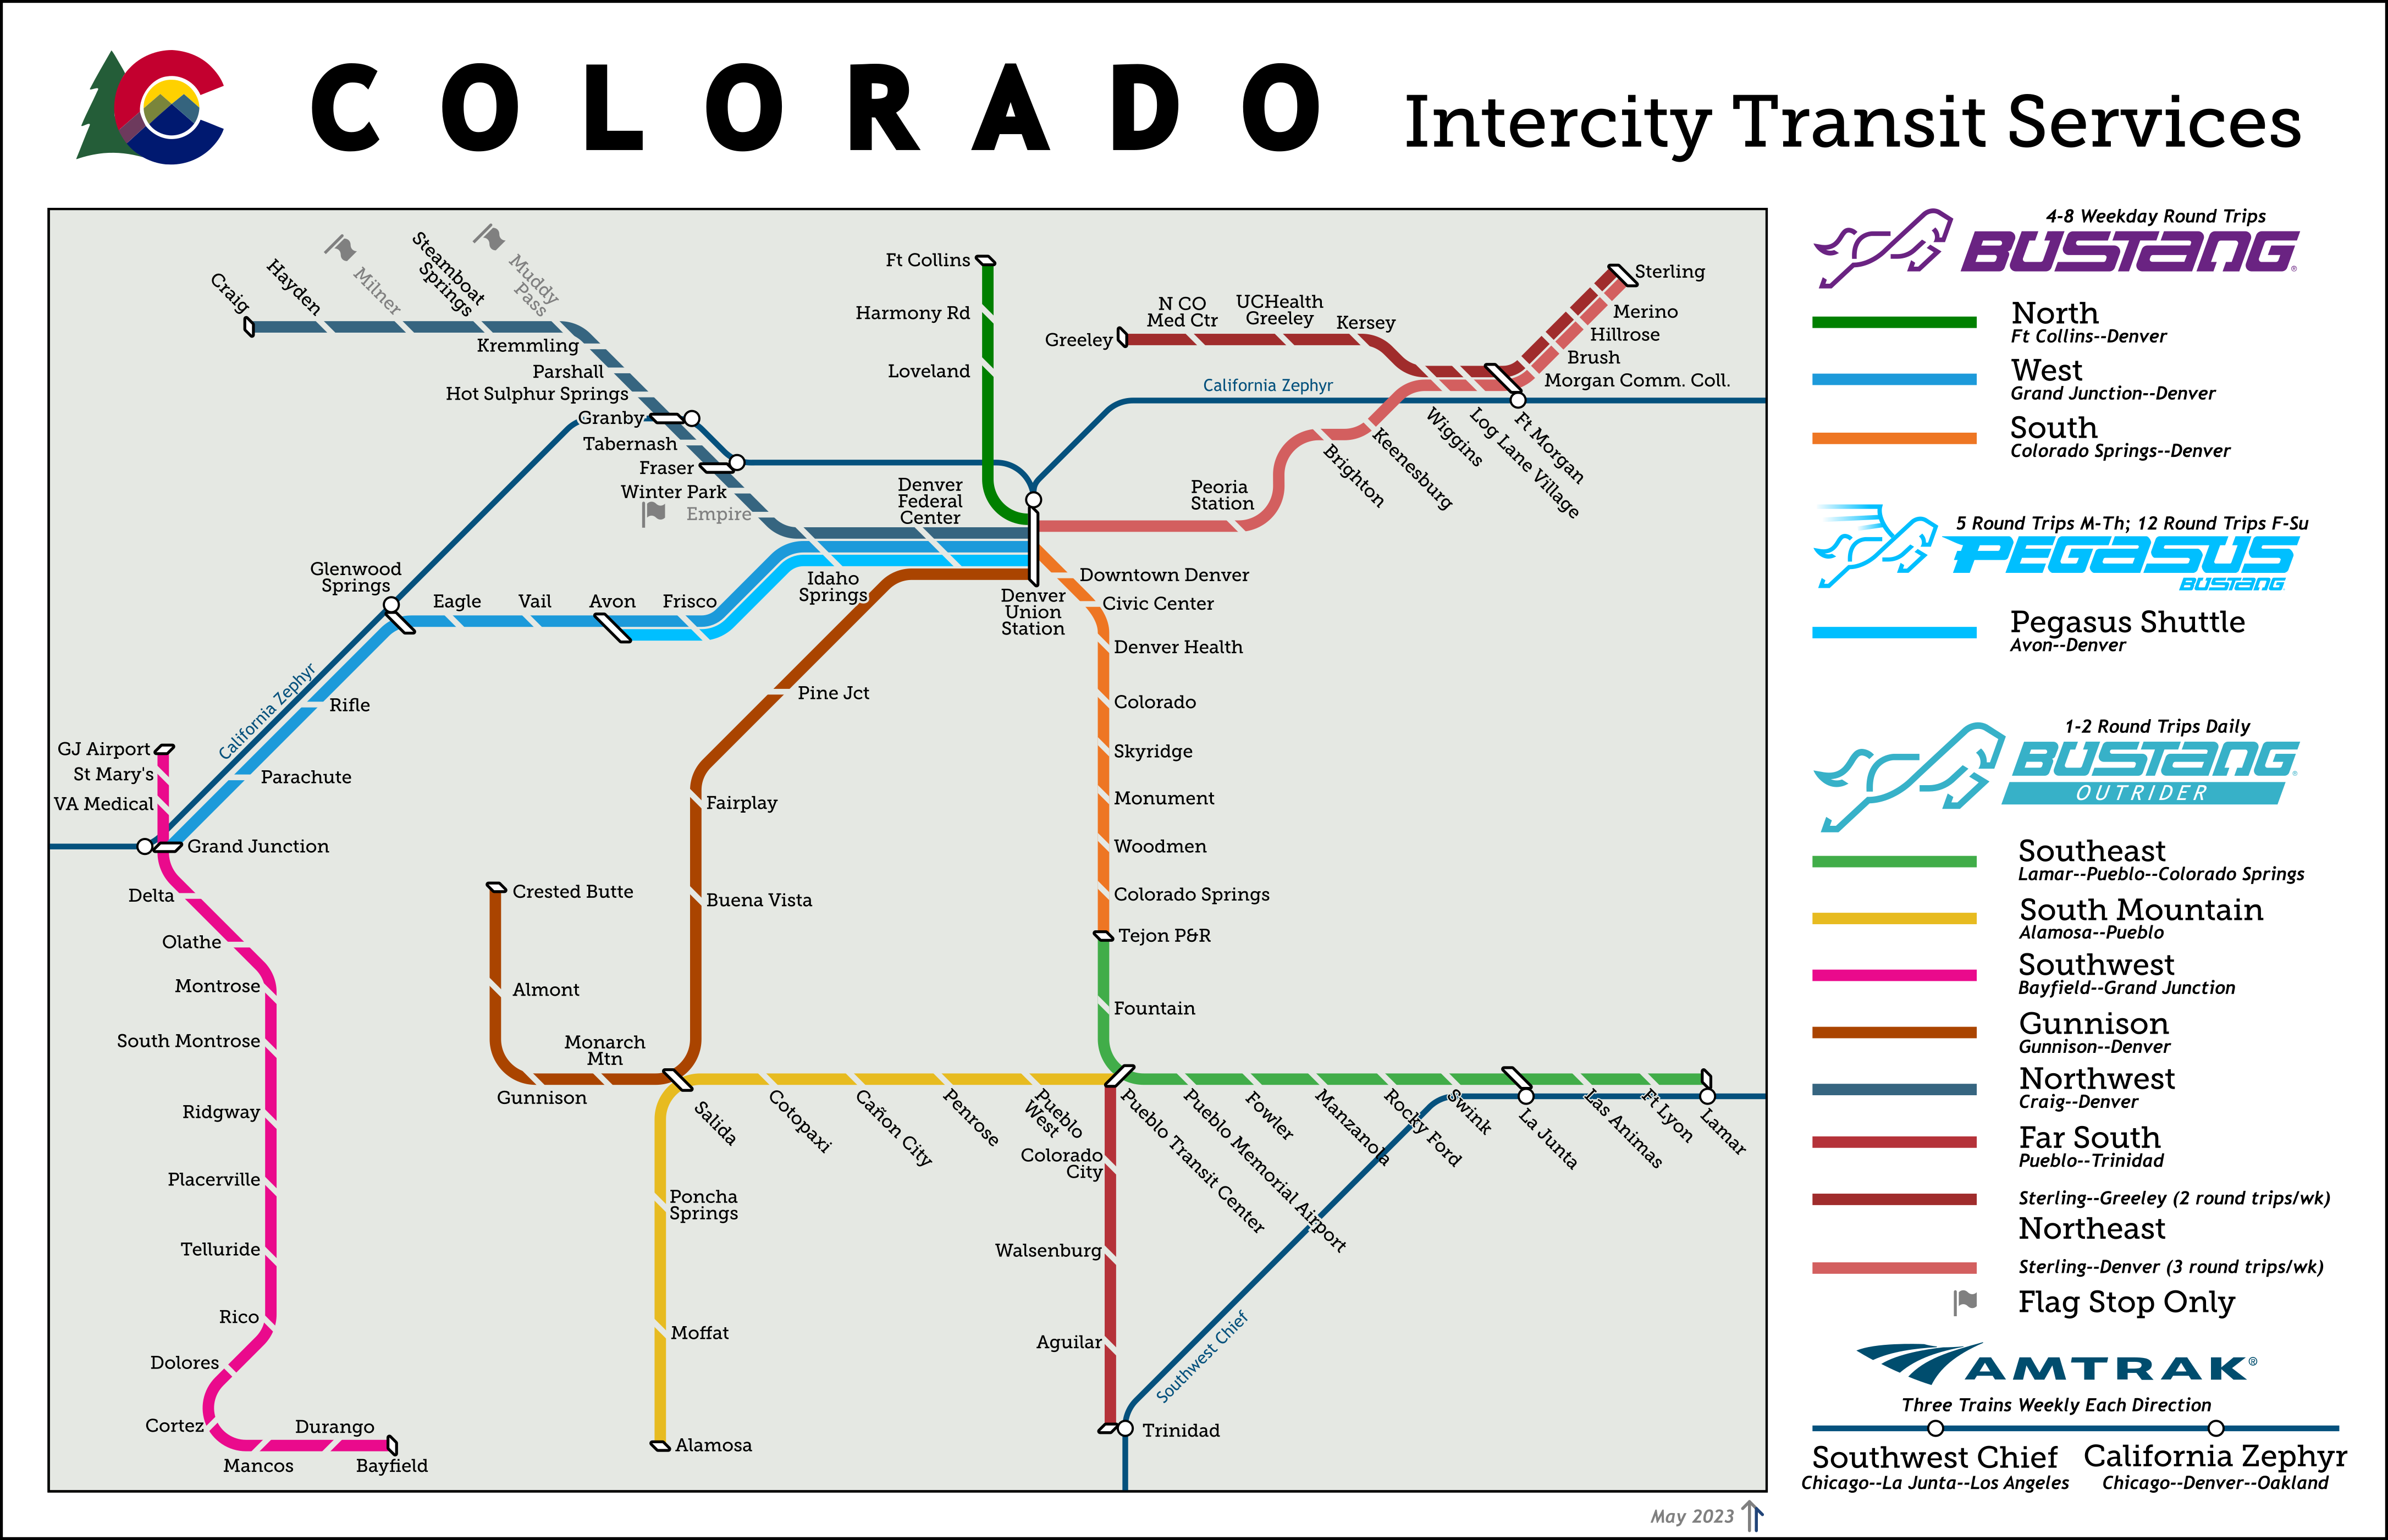 COLORADO Intercity Transit Services
Craig
Hayden
Milner
Steamboat
Springs
Muddy
Pass
Kremmling
Parshall
Hot Sulphur Springs
Granby
Tabernash
Fraser
Winter Park
Empire
Ft Collins
Harmony Rd
Loveland
Denver
Federal
Center
Greeley
N CO
Med Ctr
UCHealth
Greeley
Kersey
Sterling
Merino
Hillrose
Brush
Morgan Comm. Coll.
California Zephyr
Ft Morgan
Log Lane Village
Wiggins
Keenesburg
Brighton
Peoria
Station
Glenwood
Springs
Eagle
Vail
Avon
Frisco
Idaho
Springs
Denver
Union
Station
Downtown Denver
Civic Center
Denver Health
Colorado
Skyridge
Monument
Woodmen
Colorado Springs
Tejon P&R
Fountain
Pine Jct
Fairplay
Buena Vista
California Zephyr
Rifle
Parachute
GJ Airport
St Mary's
VA Medical
Grand Junction
Delta
Olathe
Montrose
South Montrose
Ridgway
Placerville
Telluride
Rico
Dolores
Cortez
Mancos
Durango
Bayfield
Crested Butte
Almont
Gunnison
Monarch
Mtn
Salida
Cotopaxi
Cañon City
Penrose
Pueblo
West
Pueblo Transit Center
Pueblo Memorial Airport
Fowler
Manzanola
Rocky Ford
Swink
La Junta
Las Animas
Ft Lyon
Lamar
Poncha
Springs
Moffat
Alamosa
Colorado
City
Walsenburg
Aguilar
Trinidad
Southwest Chief
4-8 Weekday Round Trips
BUSTANG®
North
Ft Collins--Denver
West
Grand Junction--Denver
South
Colorado Springs--Denver
5 Round Trips M-Th; 12 Round Trips F-Su
PEGASUS
BUSTANG
Pegasus Shuttle
Avon--Denver
1-2 Round Trips Daily
BUSTANG®
OUTRIDER
Southeast
Lamar--Pueblo--Colorado Springs
South Mountain
Alamosa--Pueblo
Southwest
Bayfield--Grand Junction
Gunnison
Gunnison--Denver
Northwest
Craig--Denver
Far South
Pueblo--Trinidad
Sterling--Greeley (2 round trips/wk)
Northeast
Sterling--Denver (3 round trips/wk)
Flag Stop Only
AMTRAK®
Three Trains Weekly Each Direction
Southwest Chief
Chicago--La Junta--Los Angeles
California Zephyr
Chicago--Denver--Oakland
May 2023